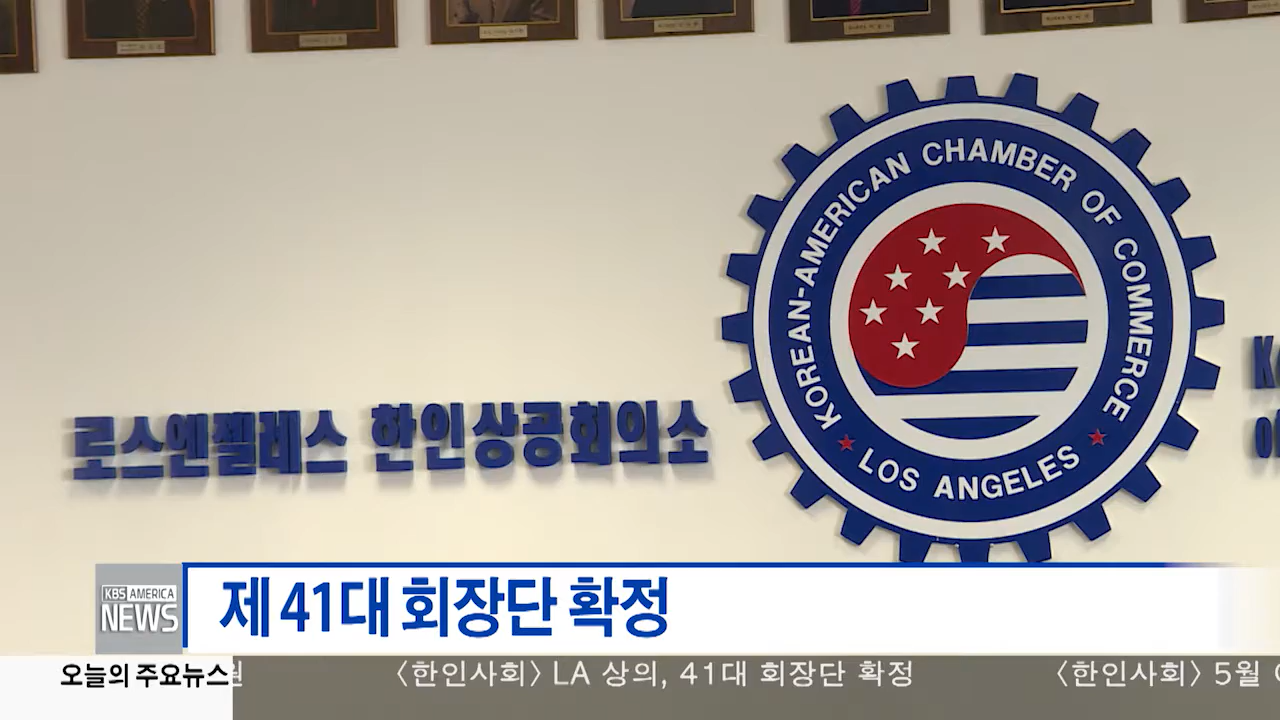 로스엔젤레스 한인상공회의소
KOREAN-AMERICAN CHAMBER OF COMMERCE
LOS ANGELES
KBS AMERICA
NEWS
제 41대 회장단 확정
오늘의 주요뉴스
원 〈한인사회〉 LA 상의, 41대 회장단 확정 〈한인사회〉 5월